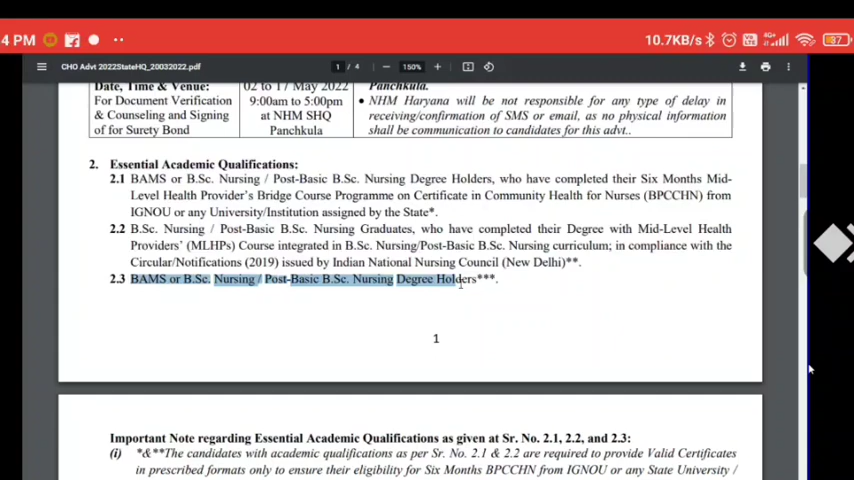 4 PM
10.7KB/s
4G+
37
CHO Advt 2022StateHQ_20032022.pdf
1 / 4
150%
Date, Time & Venue:
For Document Verification
& Counseling and Signing
of for Surety Bond
02 to 17 May 2022
9:00am to 5:00pm
at NHM SHQ
Panchkula
Panchkula.
• NHM Haryana will be not responsible for any type of delay in
receiving/confirmation of SMS or email, as no physical information
shall be communication to candidates for this advt..
2. Essential Academic Qualifications:
2.1 BAMS or B.Sc. Nursing / Post-Basic B.Sc. Nursing Degree Holders, who have completed their Six Months Mid-
Level Health Provider's Bridge Course Programme on Certificate in Community Health for Nurses (BPCCHN) from
IGNOU or any University/Institution assigned by the State*.
2.2 B.Sc. Nursing / Post-Basic B.Sc. Nursing Graduates, who have completed their Degree with Mid-Level Health
Providers' (MLHPs) Course integrated in B.Sc. Nursing/Post-Basic B.Sc. Nursing curriculum; in compliance with the
Circular/Notifications (2019) issued by Indian National Nursing Council (New Delhi)**.
2.3 BAMS or B.Sc. Nursing / Post-Basic B.Sc. Nursing Degree Holders***.
1
Important Note regarding Essential Academic Qualifications as given at Sr. No. 2.1, 2.2, and 2.3:
(i) *&**The candidates with academic qualifications as per Sr. No. 2.1 & 2.2 are required to provide Valid Certificates
in prescribed formats only to ensure their eligibility for Six Months BPCCHN from IGNOU or any State University /